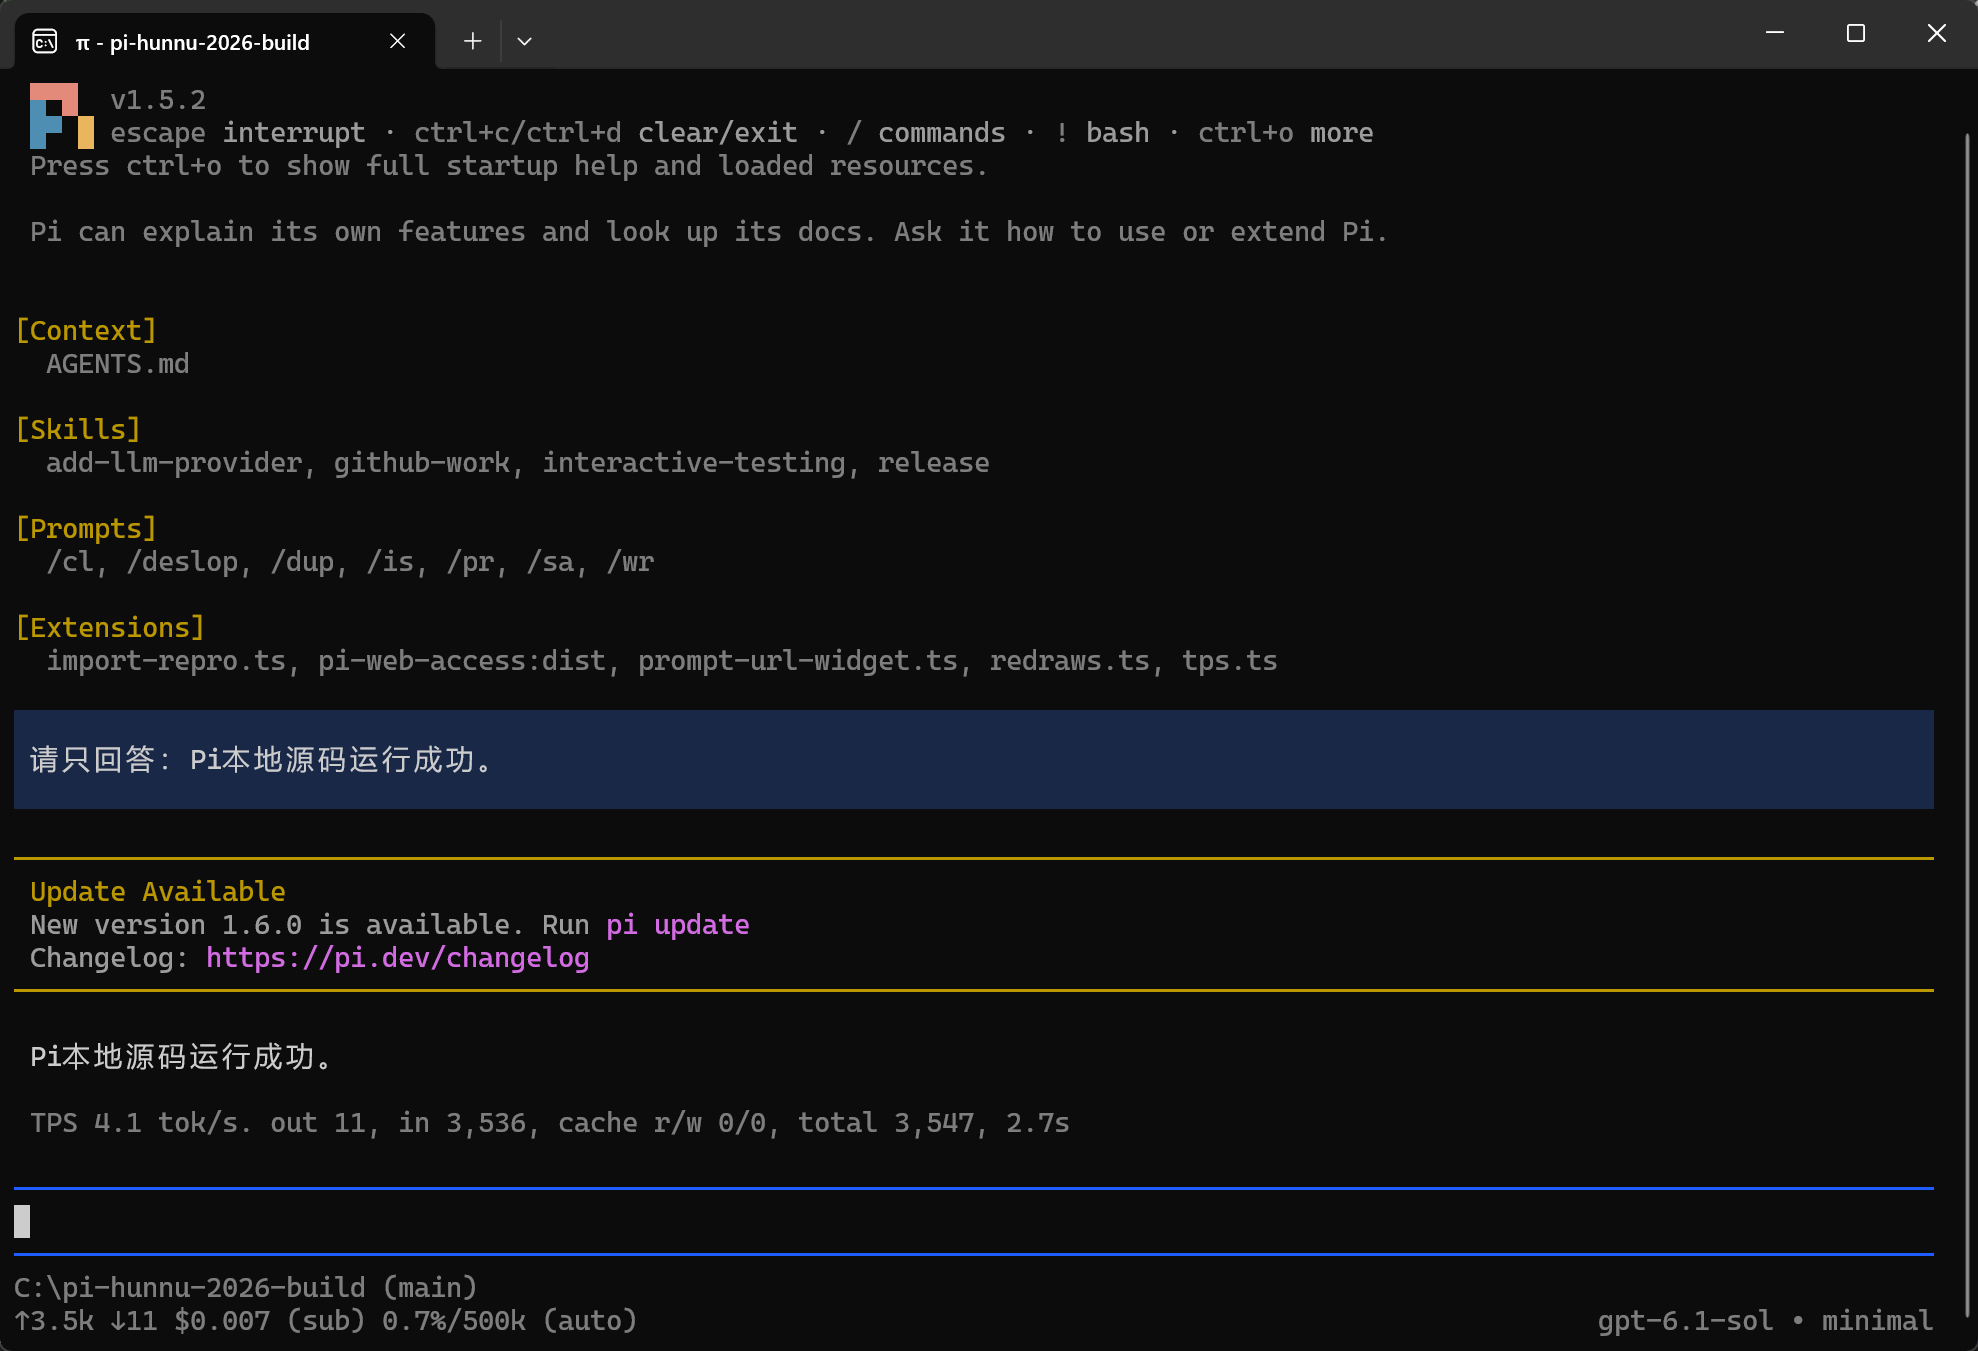 π - pi-hunnu-2026-build
v1.5.2
escape interrupt · ctrl+c/ctrl+d clear/exit · / commands · ! bash · ctrl+o more
Press ctrl+o to show full startup help and loaded resources.
Pi can explain its own features and look up its docs. Ask it how to use or extend Pi.
[Context]
AGENTS.md
[Skills]
add-llm-provider, github-work, interactive-testing, release
[Prompts]
/cl, /deslop, /dup, /is, /pr, /sa, /wr
[Extensions]
import-repro.ts, pi-web-access:dist, prompt-url-widget.ts, redraws.ts, tps.ts
请只回答：Pi本地源码运行成功。
Update Available
New version 1.6.0 is available. Run pi update
Changelog: https://pi.dev/changelog
Pi本地源码运行成功。
TPS 4.1 tok/s. out 11, in 3,536, cache r/w 0/0, total 3,547, 2.7s
C:\pi-hunnu-2026-build (main)
↑3.5k ↓11 $0.007 (sub) 0.7%/500k (auto) gpt-6.1-sol • minimal